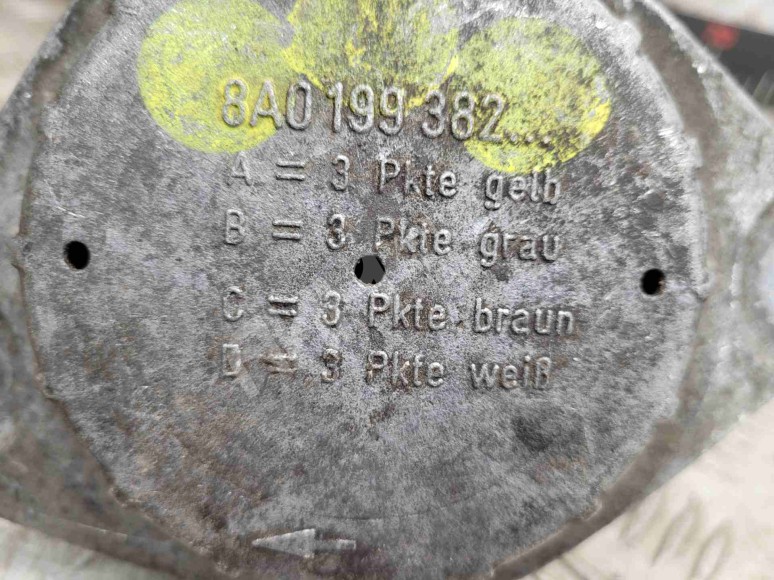 8A0 199 382...
A = 3 Pkte gelb
B = 3 Pkte grau
C = 3 Pkte braun
D = 3 Pkte weiß